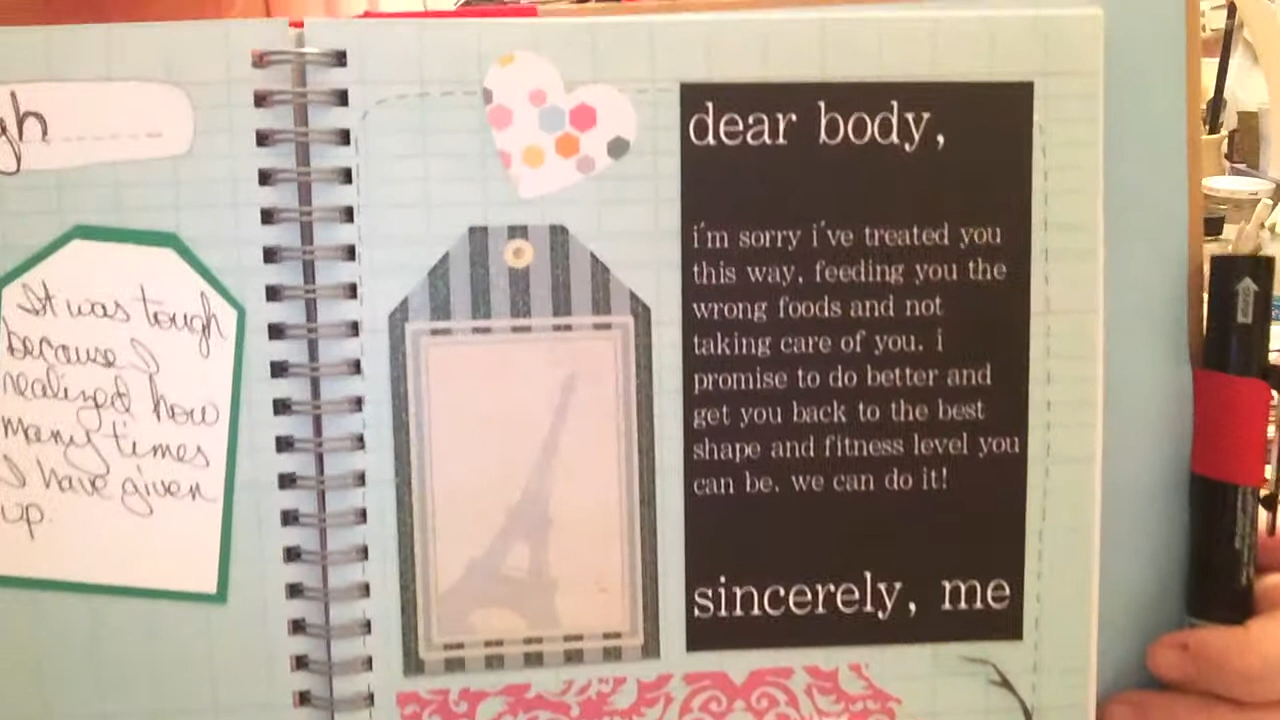 gh
It was tough
because I
realized how
many times
I have given
up.
dear body,
i'm sorry i've treated you
this way, feeding you the
wrong foods and not
taking care of you. i
promise to do better and
get you back to the best
shape and fitness level you
can be. we can do it!
sincerely, me